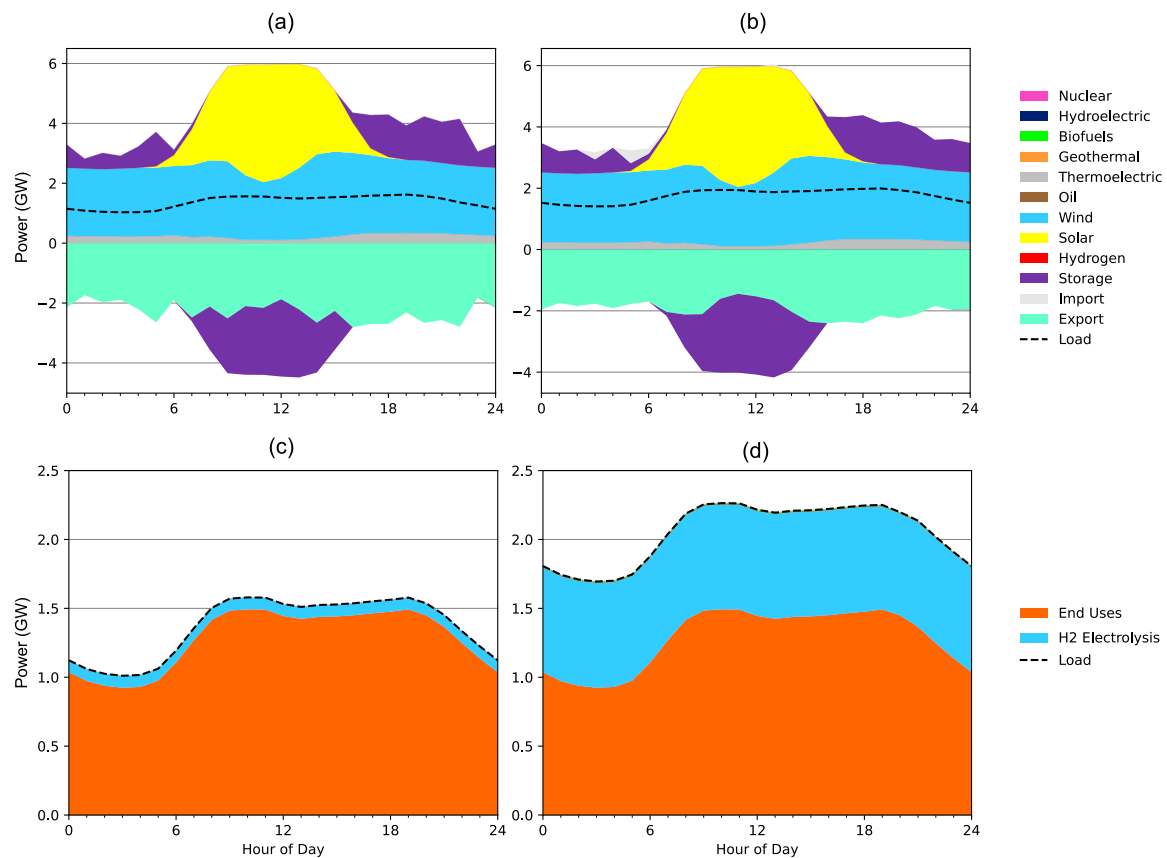 (a)
(b)
Power (GW)
6
4
2
0
−2
−4
0
6
12
18
24
6
4
2
0
−2
−4
0
6
12
18
24
Nuclear
Hydroelectric
Biofuels
Geothermal
Thermoelectric
Oil
Wind
Solar
Hydrogen
Storage
Import
Export
Load
(c)
(d)
Power (GW)
2.5
2.0
1.5
1.0
0.5
0.0
0
6
12
18
24
Hour of Day
2.5
2.0
1.5
1.0
0.5
0.0
0
6
12
18
24
Hour of Day
End Uses
H2 Electrolysis
Load